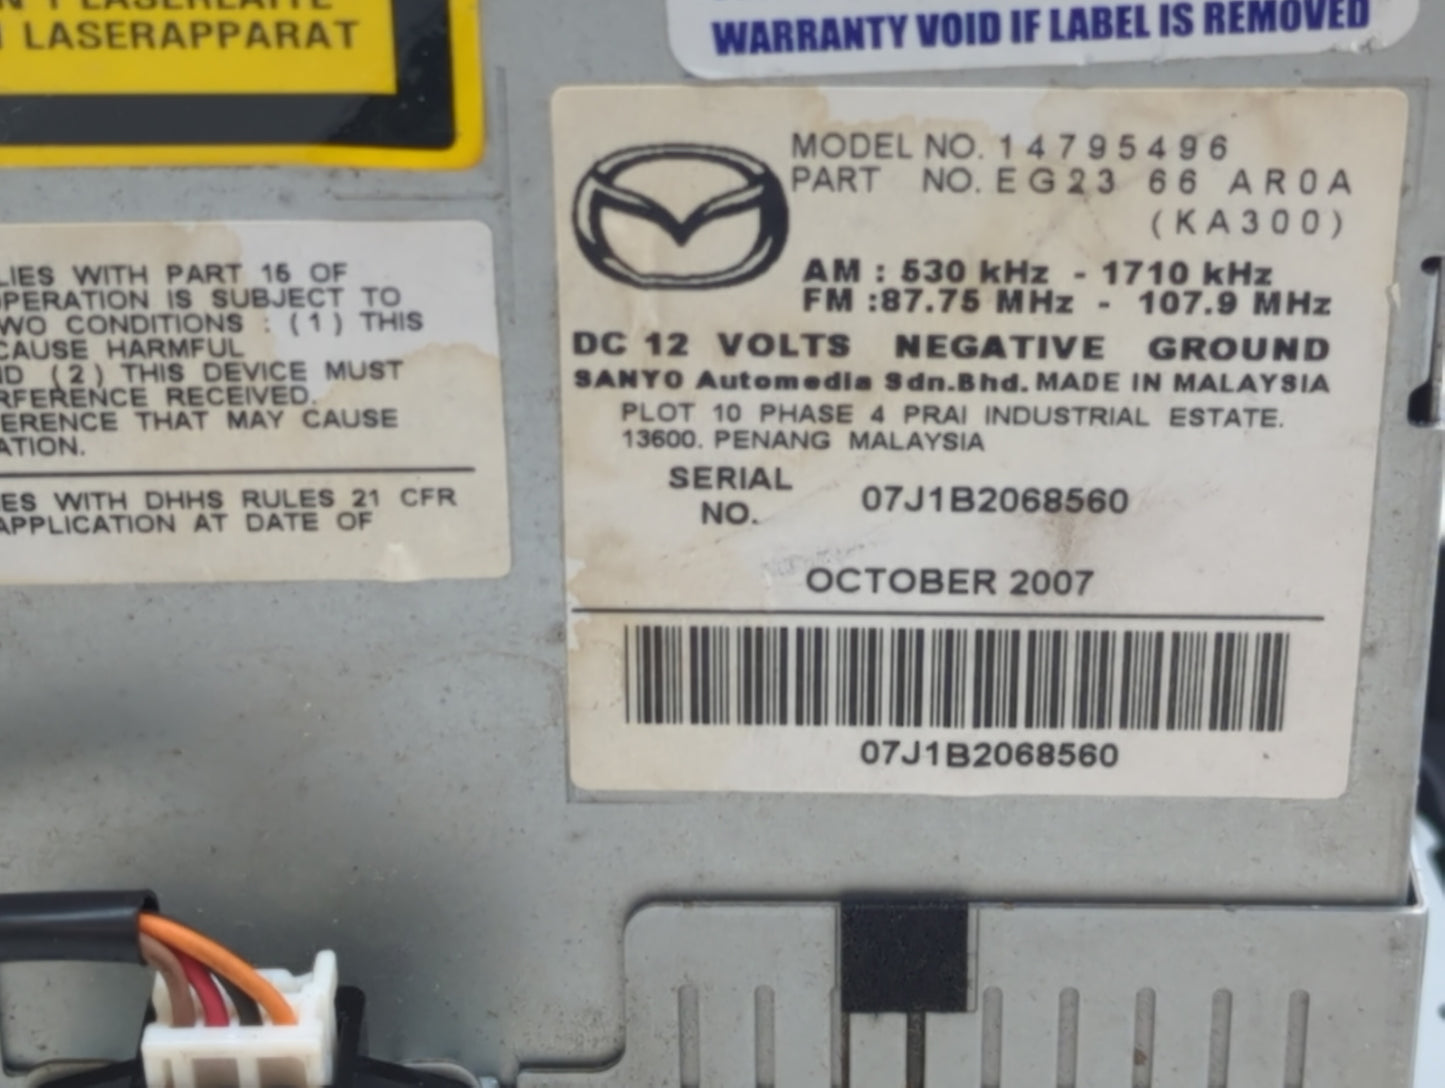 LASERAPPARAT
WARRANTY VOID IF LABEL IS REMOVED
LIES WITH PART 15 OF
OPERATION IS SUBJECT TO
TWO CONDITIONS : (1) THIS
CAUSE HARMFUL
ND (2) THIS DEVICE MUST
RFERENCE RECEIVED.
ERENCE THAT MAY CAUSE
ATION.
ES WITH DHHS RULES 21 CFR
APPLICATION AT DATE OF
MODEL NO. 14795496
PART NO. EG23 66 AR0A
(KA300)
AM : 530 kHz - 1710 kHz
FM :87.75 MHz - 107.9 MHz
DC 12 VOLTS NEGATIVE GROUND
SANYO Automedia Sdn.Bhd. MADE IN MALAYSIA
PLOT 10 PHASE 4 PRAI INDUSTRIAL ESTATE.
13600. PENANG MALAYSIA
SERIAL
NO. 07J1B2068560
OCTOBER 2007
07J1B2068560